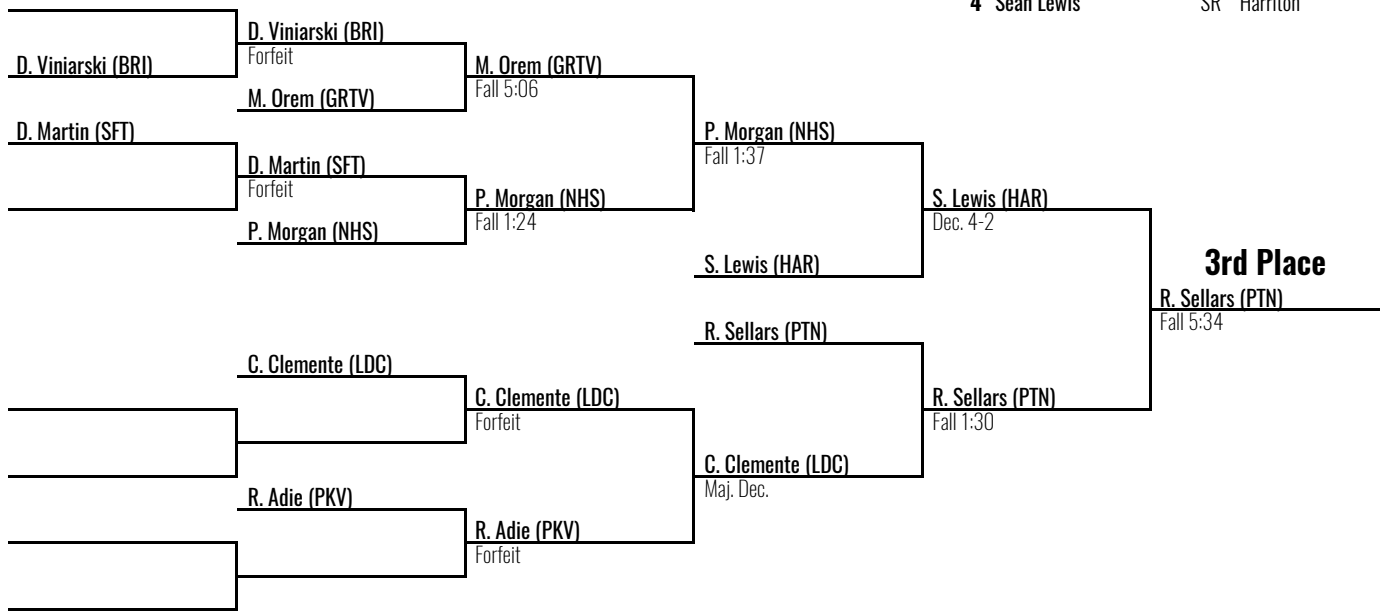 4 Sean Lewis SR Harriton
D. Viniarski (BRI)
D. Viniarski (BRI)
Forfeit
M. Orem (GRTV)
M. Orem (GRTV)
Fall 5:06
D. Martin (SFT)
D. Martin (SFT)
Forfeit
P. Morgan (NHS)
P. Morgan (NHS)
Fall 1:24
P. Morgan (NHS)
Fall 1:37
S. Lewis (HAR)
S. Lewis (HAR)
Dec. 4-2
3rd Place
R. Sellars (PTN)
Fall 5:34
R. Sellars (PTN)
R. Sellars (PTN)
Fall 1:30
C. Clemente (LDC)
C. Clemente (LDC)
Forfeit
C. Clemente (LDC)
Maj. Dec.
R. Adie (PKV)
R. Adie (PKV)
Forfeit